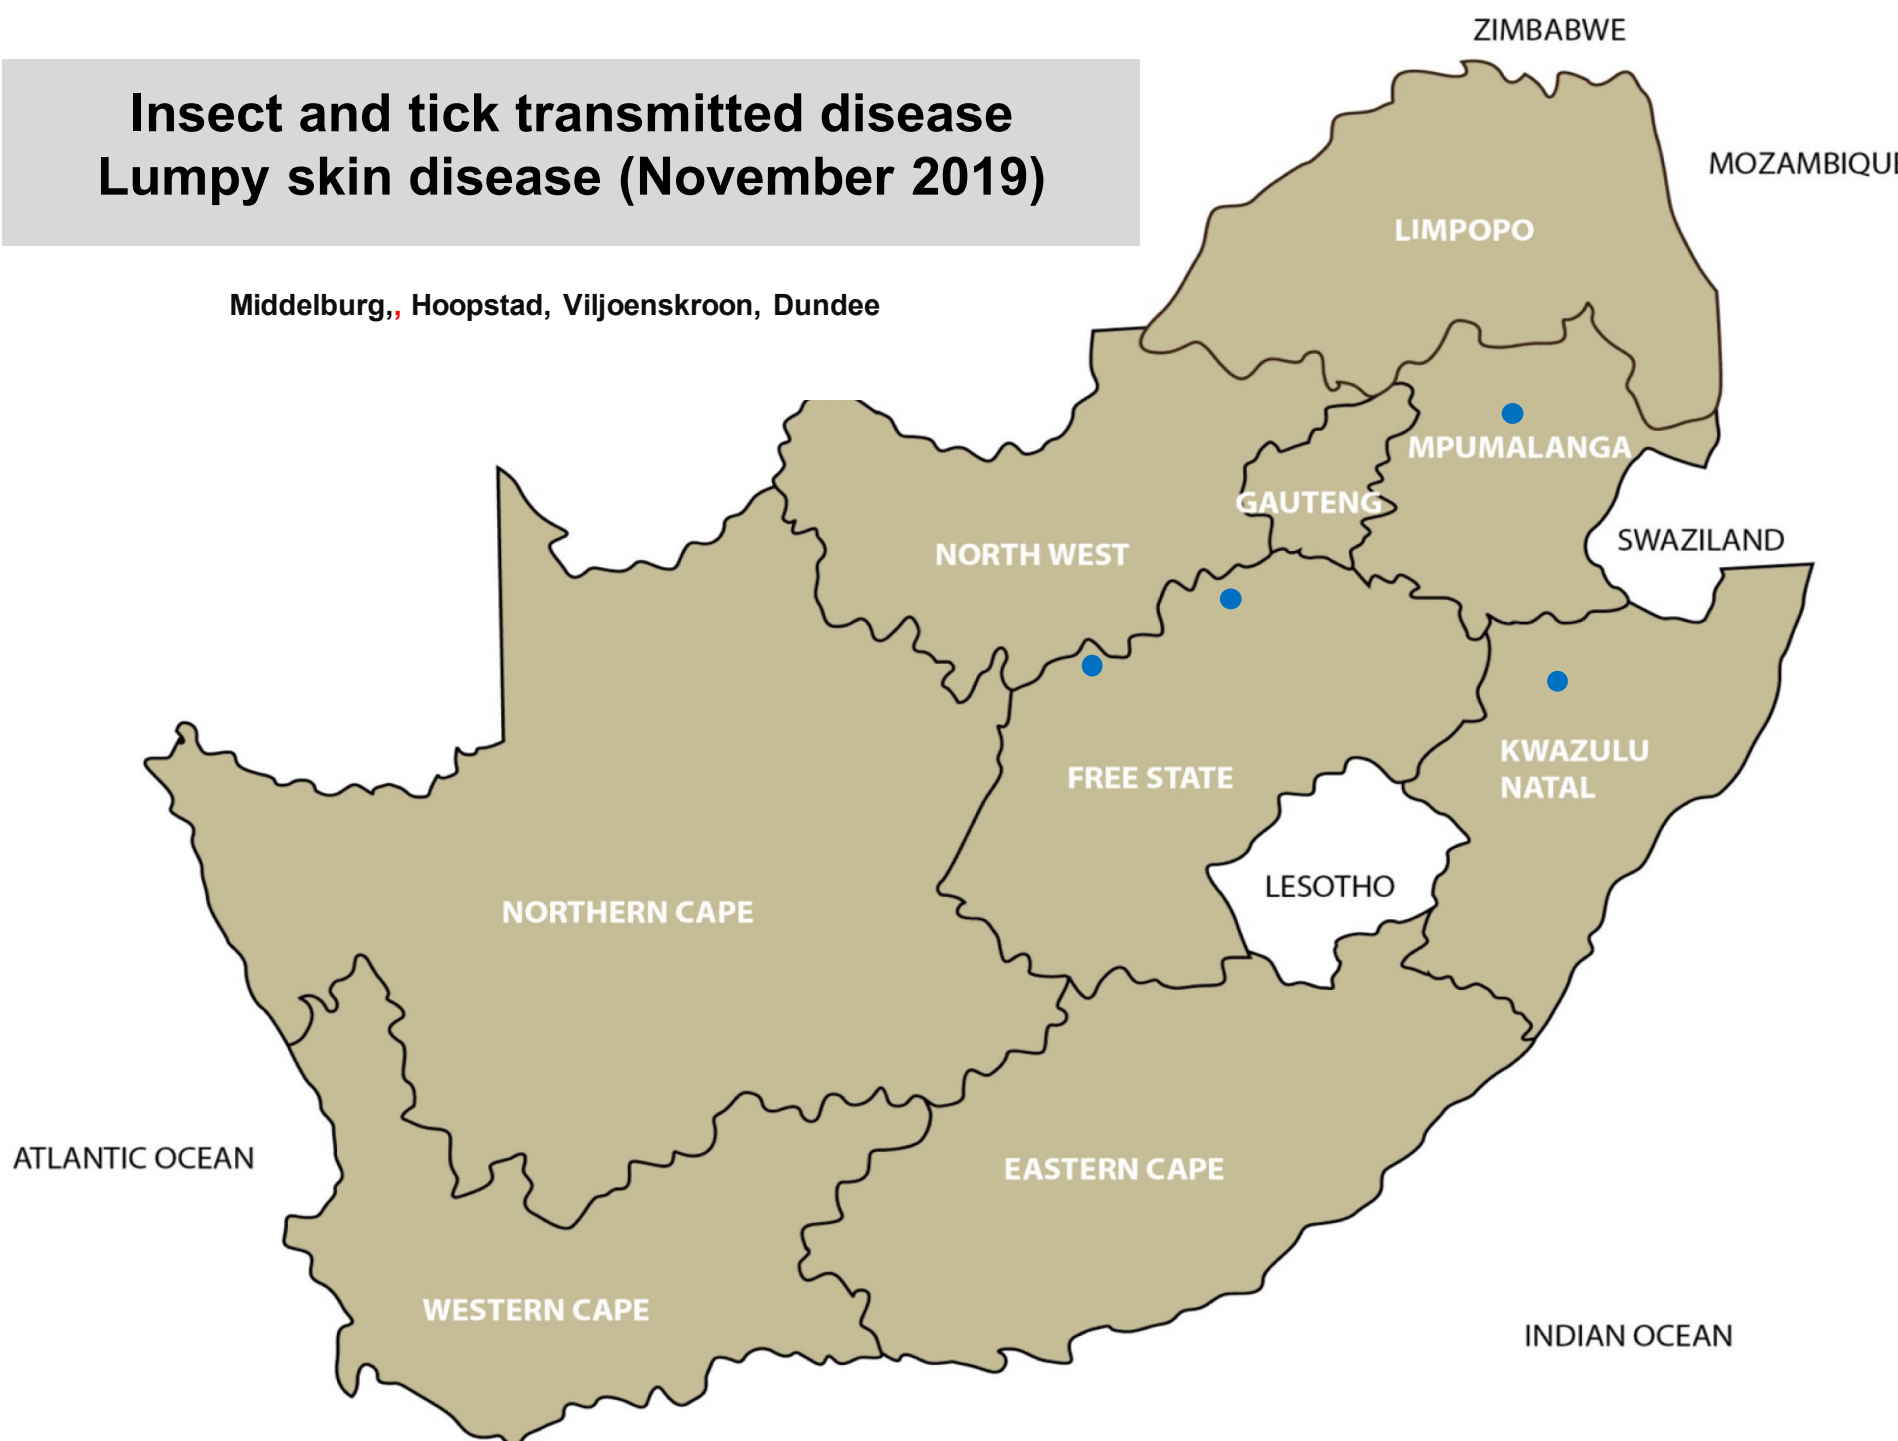 ZIMBABWE
Insect and tick transmitted disease
Lumpy skin disease (November 2019)
MOZAMBIQUE
LIMPOPO
Middelburg,, Hoopstad, Viljoenskroon, Dundee
MPUMALANGA
GAUTENG
SWAZILAND
NORTH WEST
KWAZULU
NATAL
FREE STATE
LESOTHO
NORTHERN CAPE
ATLANTIC OCEAN
EASTERN CAPE
WESTERN CAPE
INDIAN OCEAN